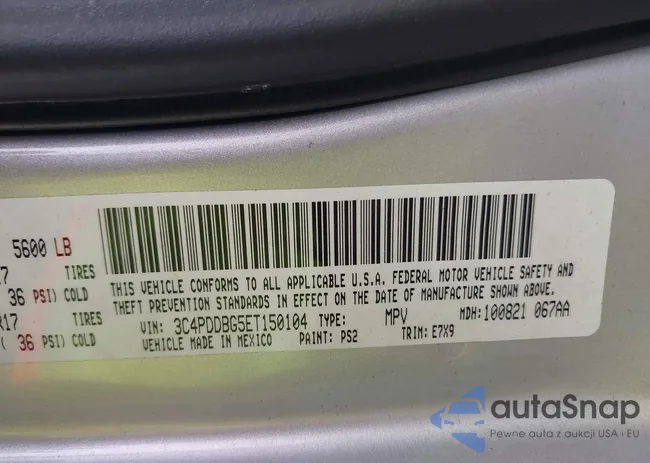 5600 LB
THIS VEHICLE CONFORMS TO ALL APPLICABLE U.S.A. FEDERAL MOTOR VEHICLE SAFETY AND
TIRES
36 PSI) COLD
THEFT PREVENTION STANDARDS IN EFFECT ON THE DATE OF MANUFACTURE SHOWN ABOVE.
R17 TIRES
VIN: 3C4PDDBG5ET150104 TYPE: MPV MDH: 100821 067AA
( 36 PSI) COLD
VEHICLE MADE IN MEXICO PAINT: PS2 TRIM: E7X9
autaSnap
Pewne auta z aukcji USA i EU